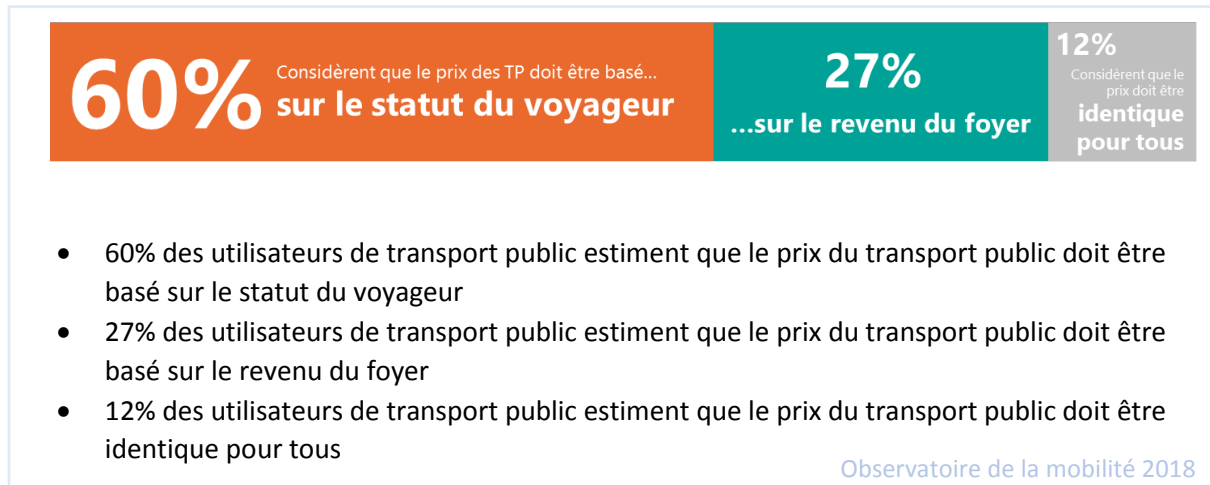 60%
Considèrent que le prix des TP doit être basé...
sur le statut du voyageur
27%
...sur le revenu du foyer
12%
Considèrent que le
prix doit être
identique
pour tous
• 60% des utilisateurs de transport public estiment que le prix du transport public doit être
basé sur le statut du voyageur
• 27% des utilisateurs de transport public estiment que le prix du transport public doit être
basé sur le revenu du foyer
• 12% des utilisateurs de transport public estiment que le prix du transport public doit être
identique pour tous
Observatoire de la mobilité 2018